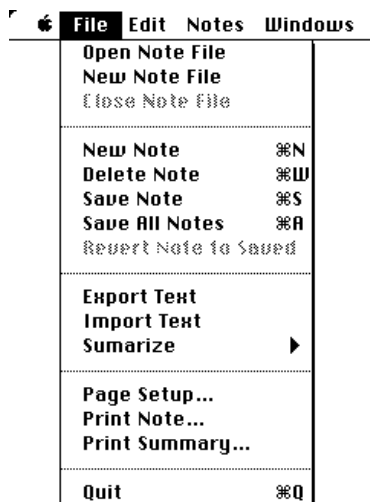 File Edit Notes Windows
Open Note File
New Note File
Close Note File
New Note ⌘N
Delete Note ⌘W
Save Note ⌘S
Save All Notes ⌘A
Revert Note to Saved
Export Text
Import Text
Sumarize
Page Setup...
Print Note...
Print Summary...
Quit ⌘Q